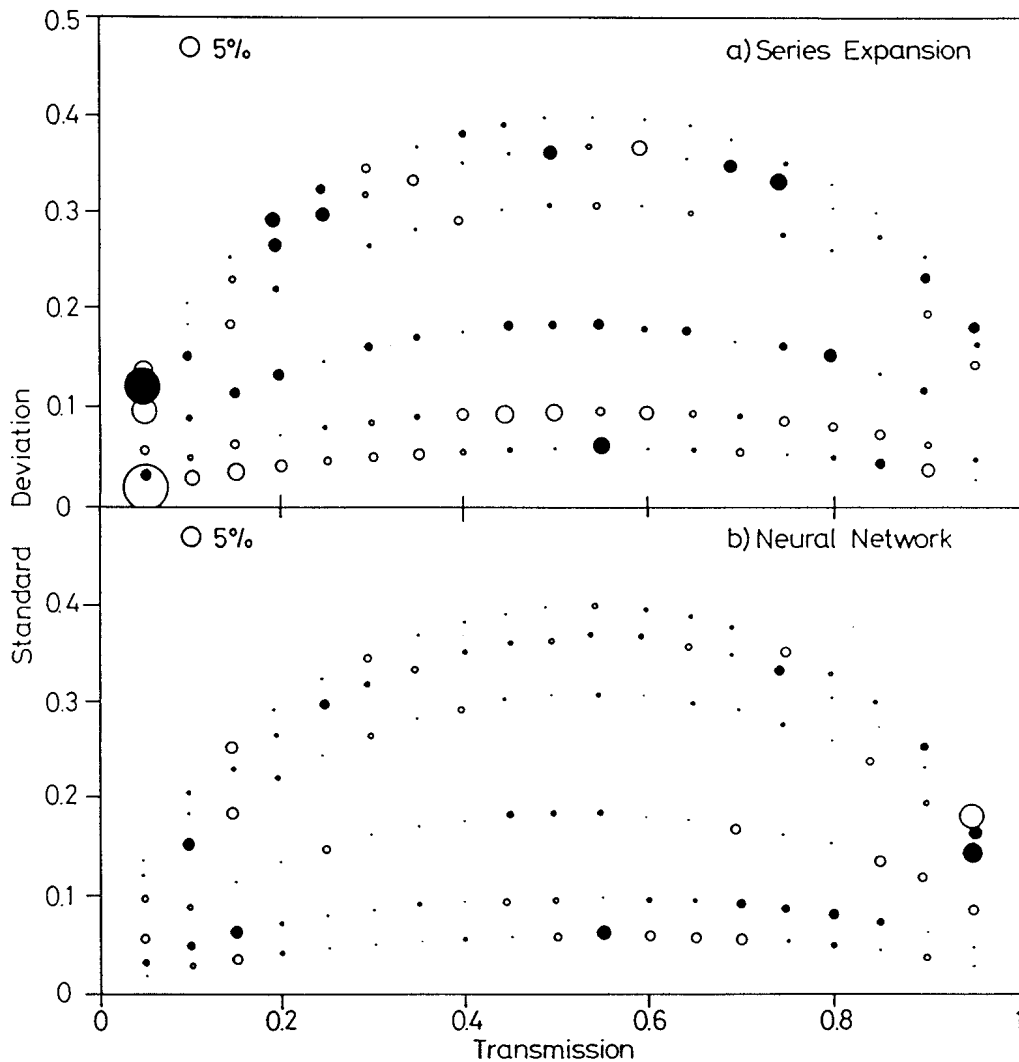 0.5
5%
a) Series Expansion
0.4
0.3
0.2
0.1
0
Standard Deviation
5%
b) Neural Network
0.4
0.3
0.2
0.1
0
0 0.2 0.4 0.6 0.8 1
Transmission